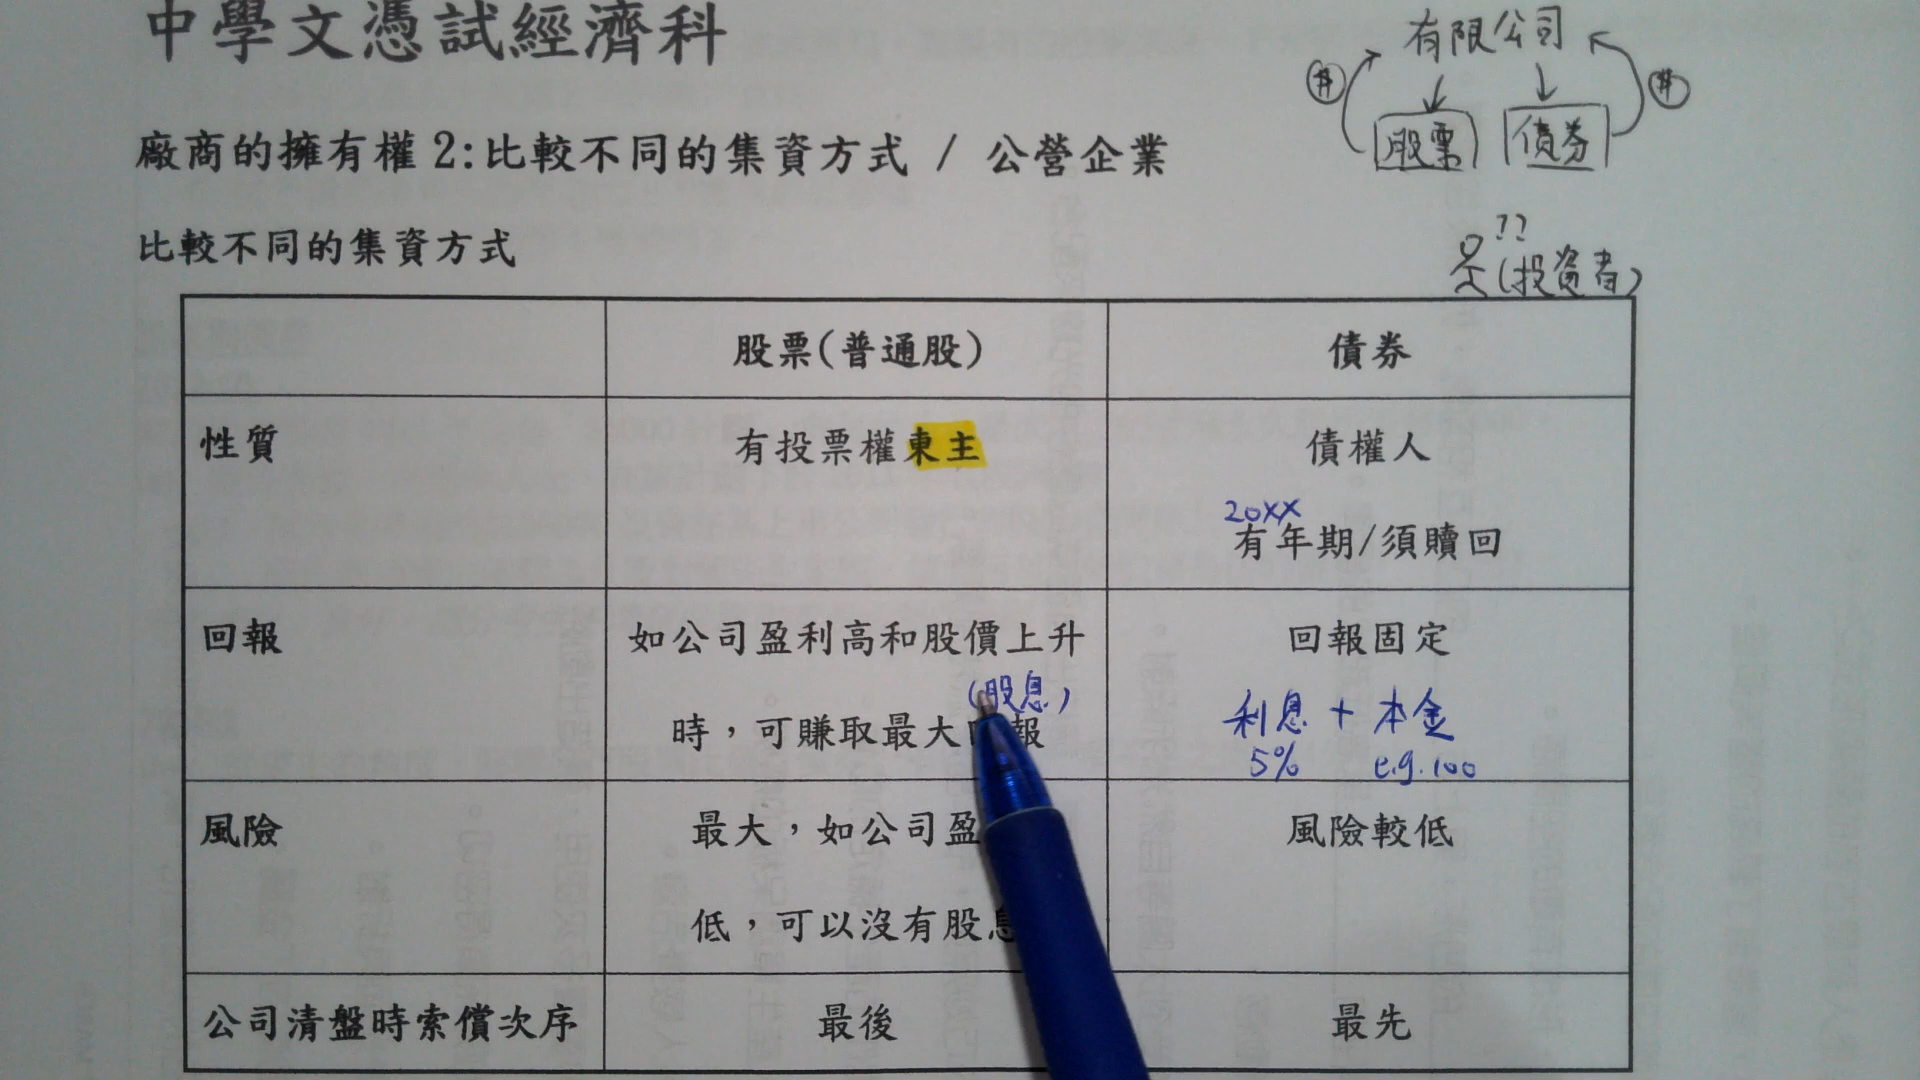 中學文憑試經濟科
有限公司
$ $
股票 債券
廠商的擁有權 2:比較不同的集資方式 / 公營企業
??
(投資者)
比較不同的集資方式
股票(普通股) 債券
性質 有投票權東主 債權人
20XX
有年期/須贖回
回報 如公司盈利高和股價上升 回報固定
(股息)
時，可賺取最大回報 利息 + 本金
5% e.g. 100
風險 最大，如公司盈 風險較低
低，可以沒有股息
公司清盤時索償次序 最後 最先